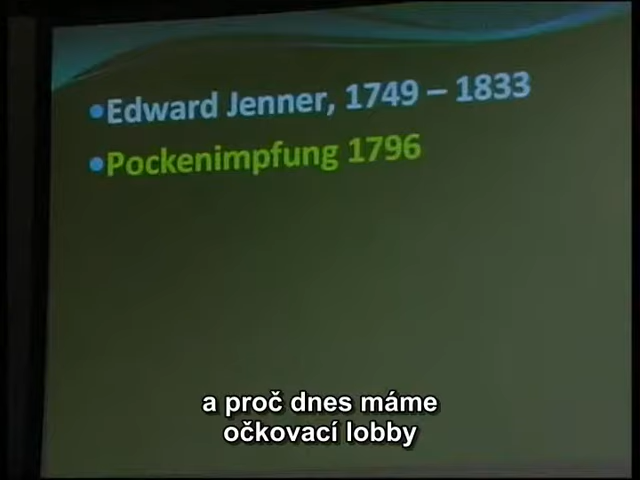 •Edward Jenner, 1749 – 1833
•Pockenimpfung 1796
a proč dnes máme
očkovací lobby